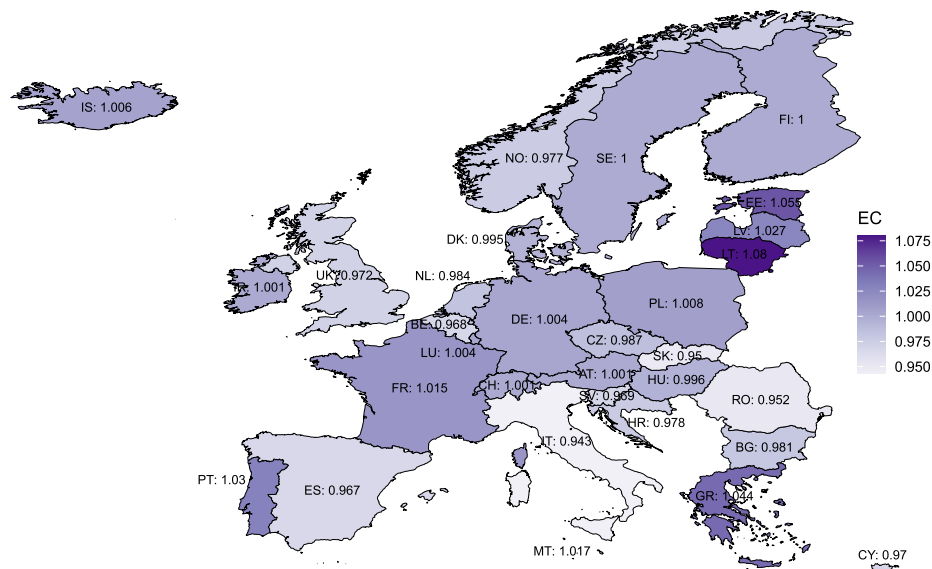 IS: 1.006
FI: 1
NO: 0.977
SE: 1
EE: 1.055
EC
LV: 1.027
DK: 0.995
1.075
LT: 1.08
1.050
UK: 0.972
NL: 0.984
1.025
1.001
PL: 1.008
1.000
DE: 1.004
BE: 0.968
CZ: 0.987
0.975
LU: 1.004
SK: 0.95
0.950
AT: 1.001
HU: 0.996
CH: 1.001
FR: 1.015
SV: 0.969
RO: 0.952
HR: 0.978
IT: 0.943
BG: 0.981
PT: 1.03
ES: 0.967
GR: 1.044
MT: 1.017
CY: 0.97